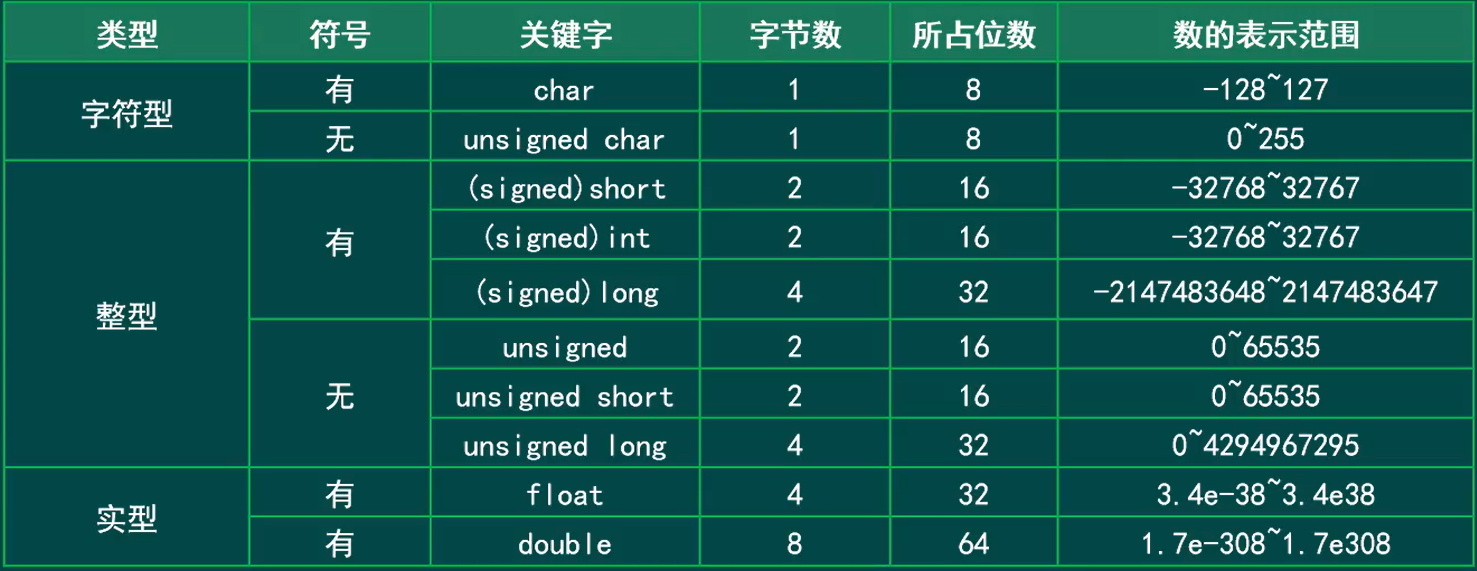 类型 符号 关键字 字节数 所占位数 数的表示范围
字符型 有 char 1 8 -128~127
无 unsigned char 1 8 0~255
整型 有 (signed)short 2 16 -32768~32767
(signed)int 2 16 -32768~32767
(signed)long 4 32 -2147483648~2147483647
无 unsigned 2 16 0~65535
unsigned short 2 16 0~65535
unsigned long 4 32 0~4294967295
实型 有 float 4 32 3.4e-38~3.4e38
有 double 8 64 1.7e-308~1.7e308